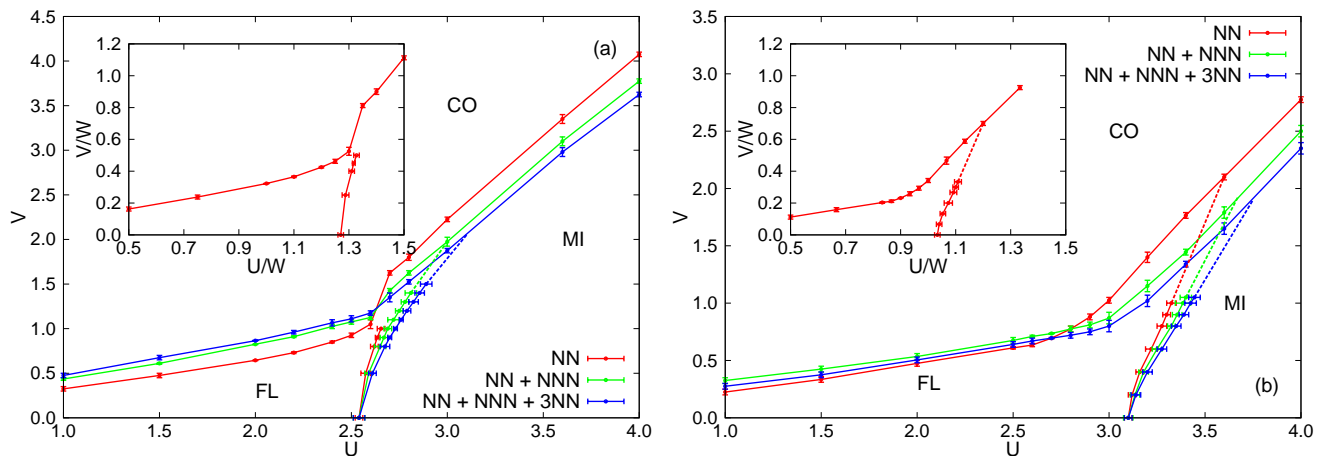 4.5
4.0
3.5
3.0
2.5
2.0
1.5
1.0
0.5
0.0
V
1.0 1.5 2.0 2.5 3.0 3.5 4.0
U
1.2
1.0
0.8
0.6
0.4
0.2
0.0
V/W
0.5 0.7 0.9 1.1 1.3 1.5
U/W
(a)
CO
MI
FL
NN
NN + NNN
NN + NNN + 3NN
3.5
3.0
2.5
2.0
1.5
1.0
0.5
0.0
V
1.0 1.5 2.0 2.5 3.0 3.5 4.0
U
1.2
1.0
0.8
0.6
0.4
0.2
0.0
V/W
0.5 0.7 0.9 1.1 1.3 1.5
U/W
NN
NN + NNN
NN + NNN + 3NN
CO
MI
FL
(b)